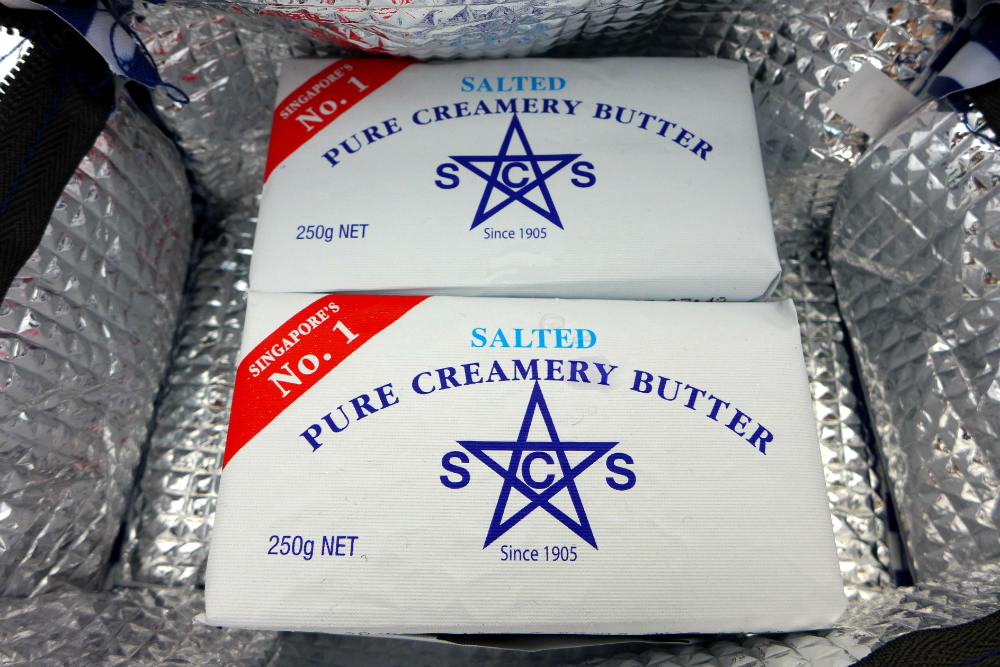 SINGAPORE'S
No. 1
SALTED
PURE CREAMERY BUTTER
S C S
250g NET
Since 1905
SINGAPORE'S
No. 1
SALTED
PURE CREAMERY BUTTER
S C S
250g NET
Since 1905